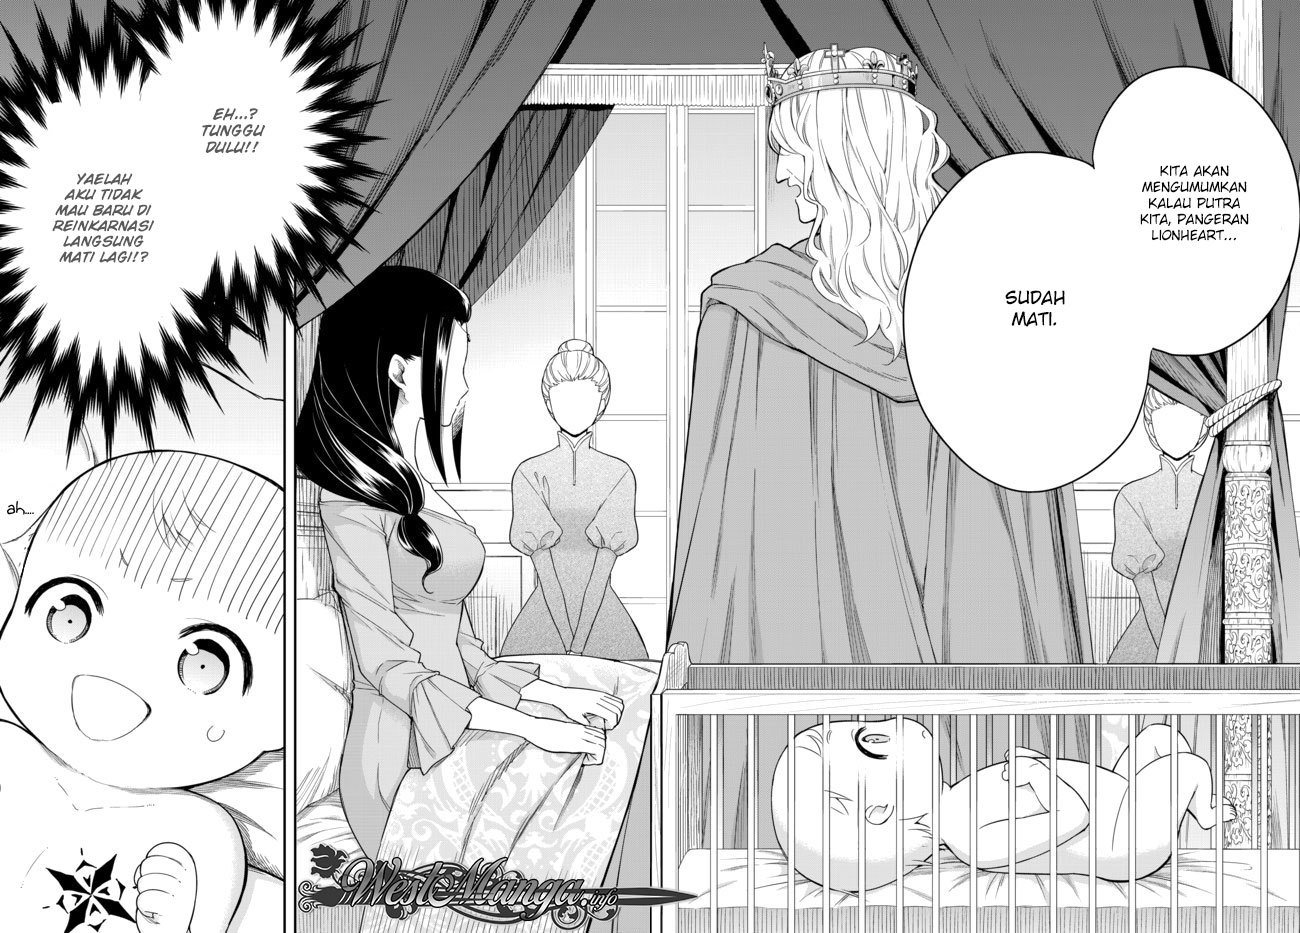 KITA AKAN
MENGUMUMKAN
KALAU PUTRA
KITA, PANGERAN
LIONHEART...
SUDAH
MATI.
EH...?
TUNGGU
DULU!!
YAELAH
AKU TIDAK
MAU BARU DI
REINKARNASI
LANGSUNG
MATI LAGI!?
ah....
WestManga.info